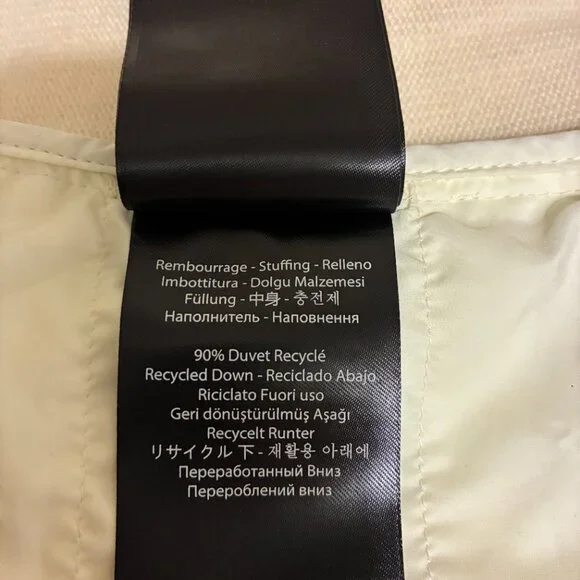 Rembourrage - Stuffing - Relleno
Imbottitura - Dolgu Malzemesi
Füllung - 中身 - 충전제
Наполнитель - Наповнення
90% Duvet Recyclé
Recycled Down - Reciclado Abajo
Riciclato Fuori uso
Geri dönüştürülmüş Aşağı
Recycelt Runter
リサイクル 下 - 재활용 아래에
Переработанный Вниз
Перероблений вниз